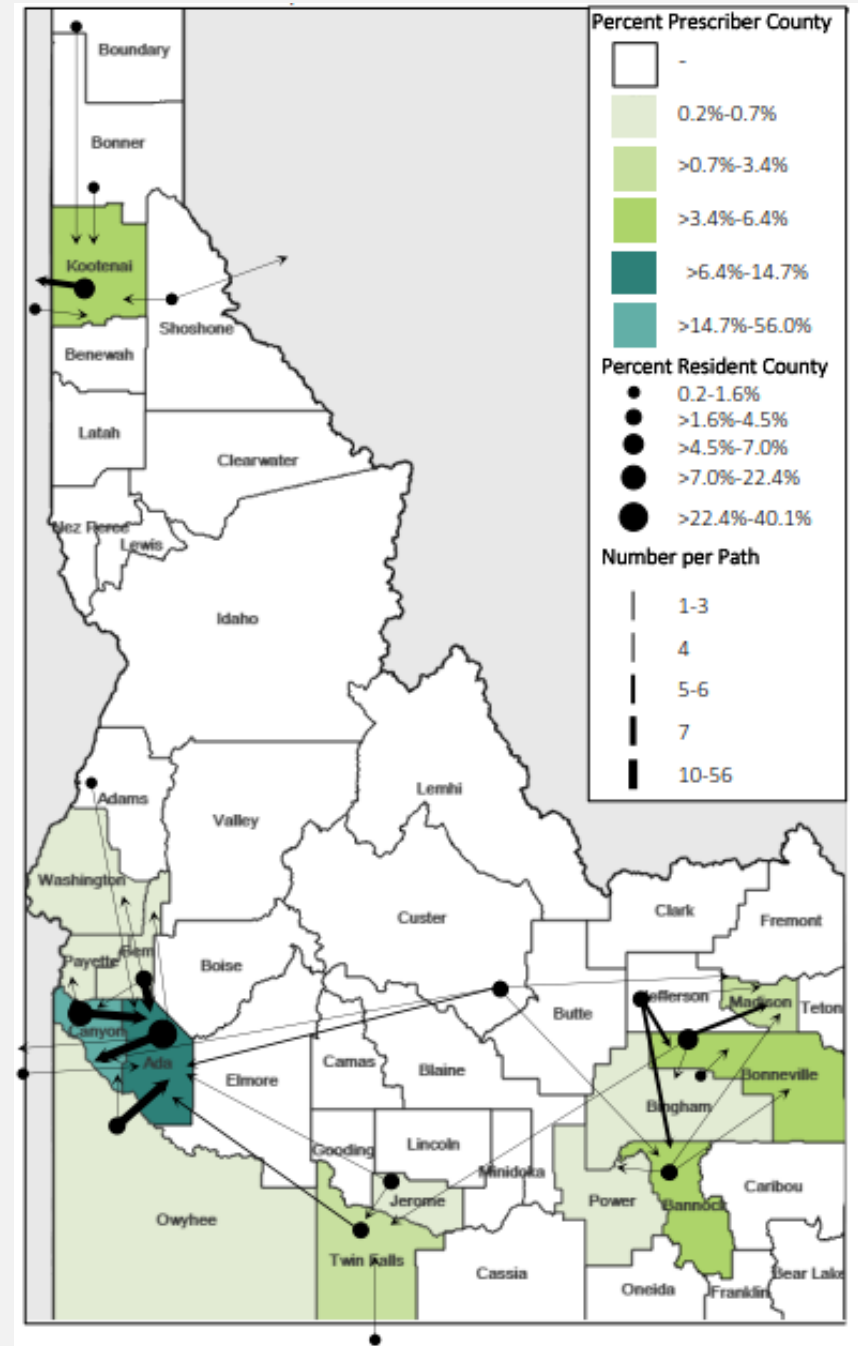 Percent Prescriber County
-
0.2%-0.7%
>0.7%-3.4%
>3.4%-6.4%
>6.4%-14.7%
>14.7%-56.0%
Percent Resident County
0.2-1.6%
>1.6%-4.5%
>4.5%-7.0%
>7.0%-22.4%
>22.4%-40.1%
Number per Path
1-3
4
5-6
7
10-56
Boundary
Bonner
Kootenai
Shoshone
Benewah
Latah
Clearwater
Nez Perce
Lewis
Idaho
Adams
Lemhi
Valley
Washington
Custer
Clark
Fremont
Payette
Gem
Boise
Butte
Jefferson
Madison
Teton
Canyon
Ada
Elmore
Camas
Blaine
Bonneville
Bingham
Gooding
Lincoln
Minidoka
Jerome
Power
Bannock
Caribou
Owyhee
Twin Falls
Cassia
Oneida
Franklin
Bear Lake